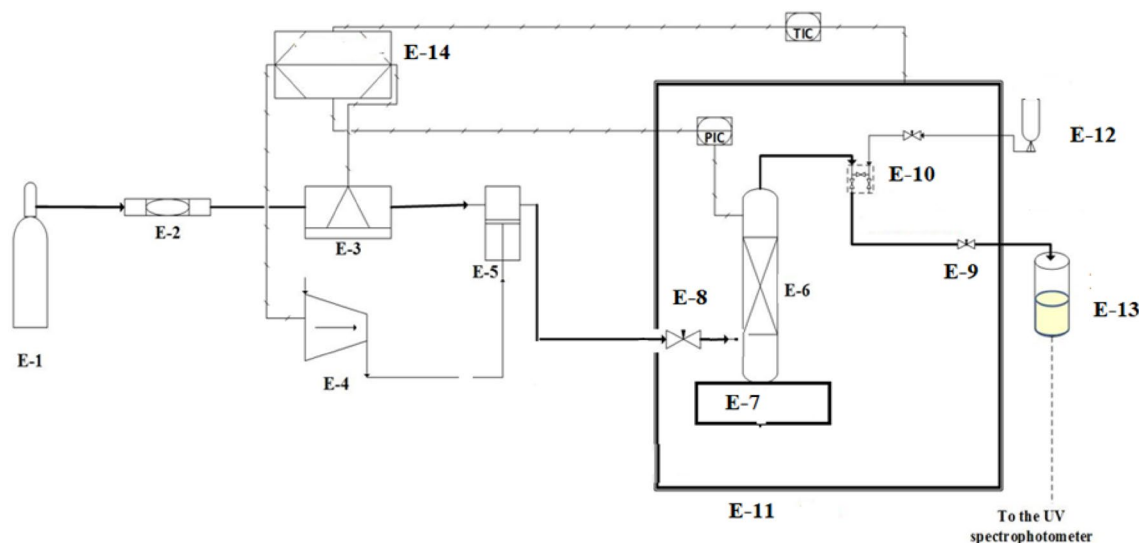 TIC
E-14
PIC
E-12
E-10
E-2
E-3
E-5
E-8
E-6
E-9
E-13
E-1
E-4
E-7
E-11
To the UV
spectrophotometer